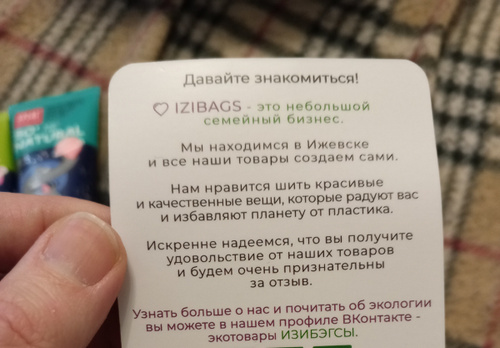 Давайте знакомиться!
IZIBAGS - это небольшой
семейный бизнес.
Мы находимся в Ижевске
и все наши товары создаем сами.
Нам нравится шить красивые
и качественные вещи, которые радуют вас
и избавляют планету от пластика.
Искренне надеемся, что вы получите
удовольствие от наших товаров
и будем очень признательны
за отзыв.
Узнать больше о нас и почитать об экологии
вы можете в нашем профиле ВКонтакте -
экотовары ИЗИБЭГСЫ.
NATURAL